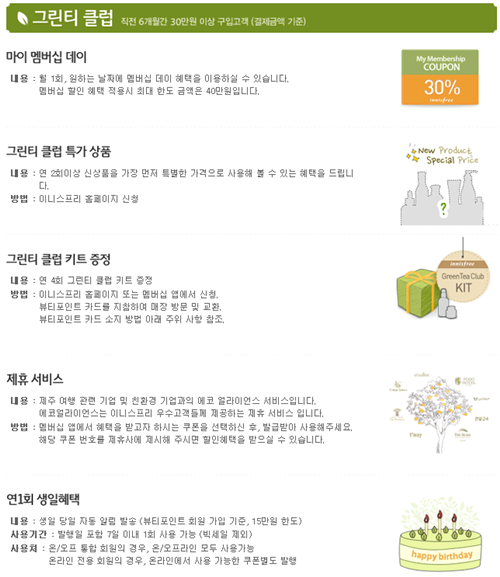 그린티 클럽 직전 6개월간 30만원 이상 구입고객 (결제금액 기준)
마이 멤버십 데이
내용 : 월 1회, 원하는 날짜에 멤버십 데이 혜택을 이용하실 수 있습니다.
멤버십 할인 혜택 적용시 최대 한도 금액은 40만원입니다.
My Membership
COUPON
30%
innisfree
그린티 클럽 특가 상품
내용 : 연 2회이상 신상품을 가장 먼저 특별한 가격으로 사용해 볼 수 있는 혜택을 드립니
다.
방법 : 이니스프리 홈페이지 신청
New Product
Special Price
?
그린티 클럽 키트 증정
내용 : 연 4회 그린티 클럽 키트 증정
방법 : 이니스프리 홈페이지 또는 멤버십 앱에서 신청.
뷰티포인트 카드를 지참하여 매장 방문 및 교환.
뷰티포인트 카드 소지 방법 아래 주위 사항 참조.
innisfree
GreenTea Club
KIT
제휴 서비스
내용 : 제주 여행 관련 기업 및 친환경 기업과의 에코 얼라이언스 서비스입니다.
에코얼라이언스는 이니스프리 우수고객들께 제공하는 제휴 서비스 입니다.
방법 : 멤버십 앱에서 혜택을 받고자 하시는 쿠폰을 선택하신 후, 발급받아 사용해주세요.
해당 쿠폰 번호를 제휴사에 제시해 주시면 할인혜택을 받으실 수 있습니다.
연1회 생일혜택
내용 : 생일 당일 자동 알럽 발송 (뷰티포인트 회원 가입 기준, 15만원 한도)
사용기간 : 발행일 포함 7일 이내 1회 사용 가능 (빅세일 제외)
사용처 : 온/오프 통합 회원의 경우, 온/오프라인 모두 사용가능
온라인 전용 회원의 경우, 온라인에서 사용 가능한 쿠폰별도 발행
happy birthday